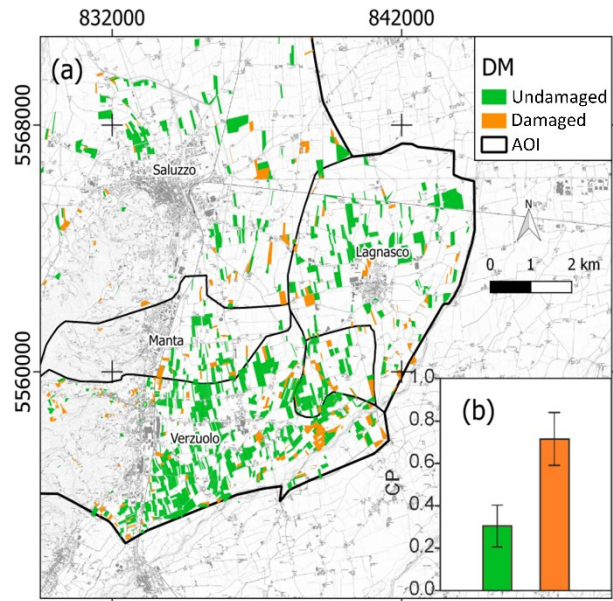 832000
842000
(a)
DM
Undamaged
Damaged
AOI
5568000
Saluzzo
N
Lagnasco
0 1 2 km
Manta
5560000
1.0
(b)
0.8
Verzuolo
0.6
CP
0.4
0.2
0.0